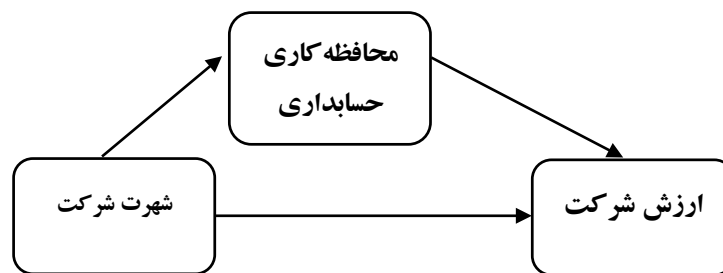 محافظه کاری
حسابداری
شهرت شرکت
ارزش شرکت